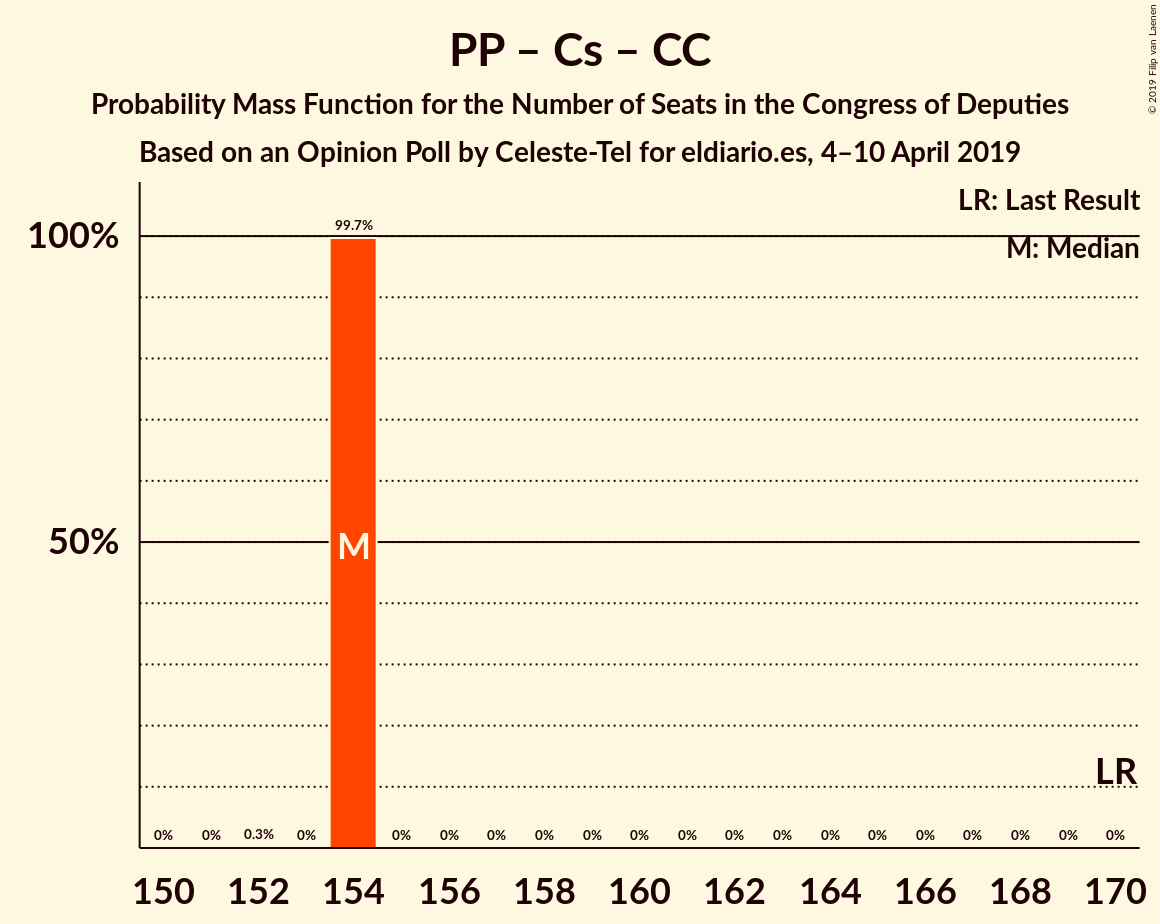 PP – Cs – CC
Probability Mass Function for the Number of Seats in the Congress of Deputies
Based on an Opinion Poll by Celeste-Tel for eldiario.es, 4–10 April 2019
© 2019 Filip van Laenen
LR: Last Result
M: Median
100%
50%
99.7%
M
LR
0% 0% 0.3% 0% 0% 0% 0% 0% 0% 0% 0% 0% 0% 0% 0% 0% 0% 0% 0% 0%
150 152 154 156 158 160 162 164 166 168 170